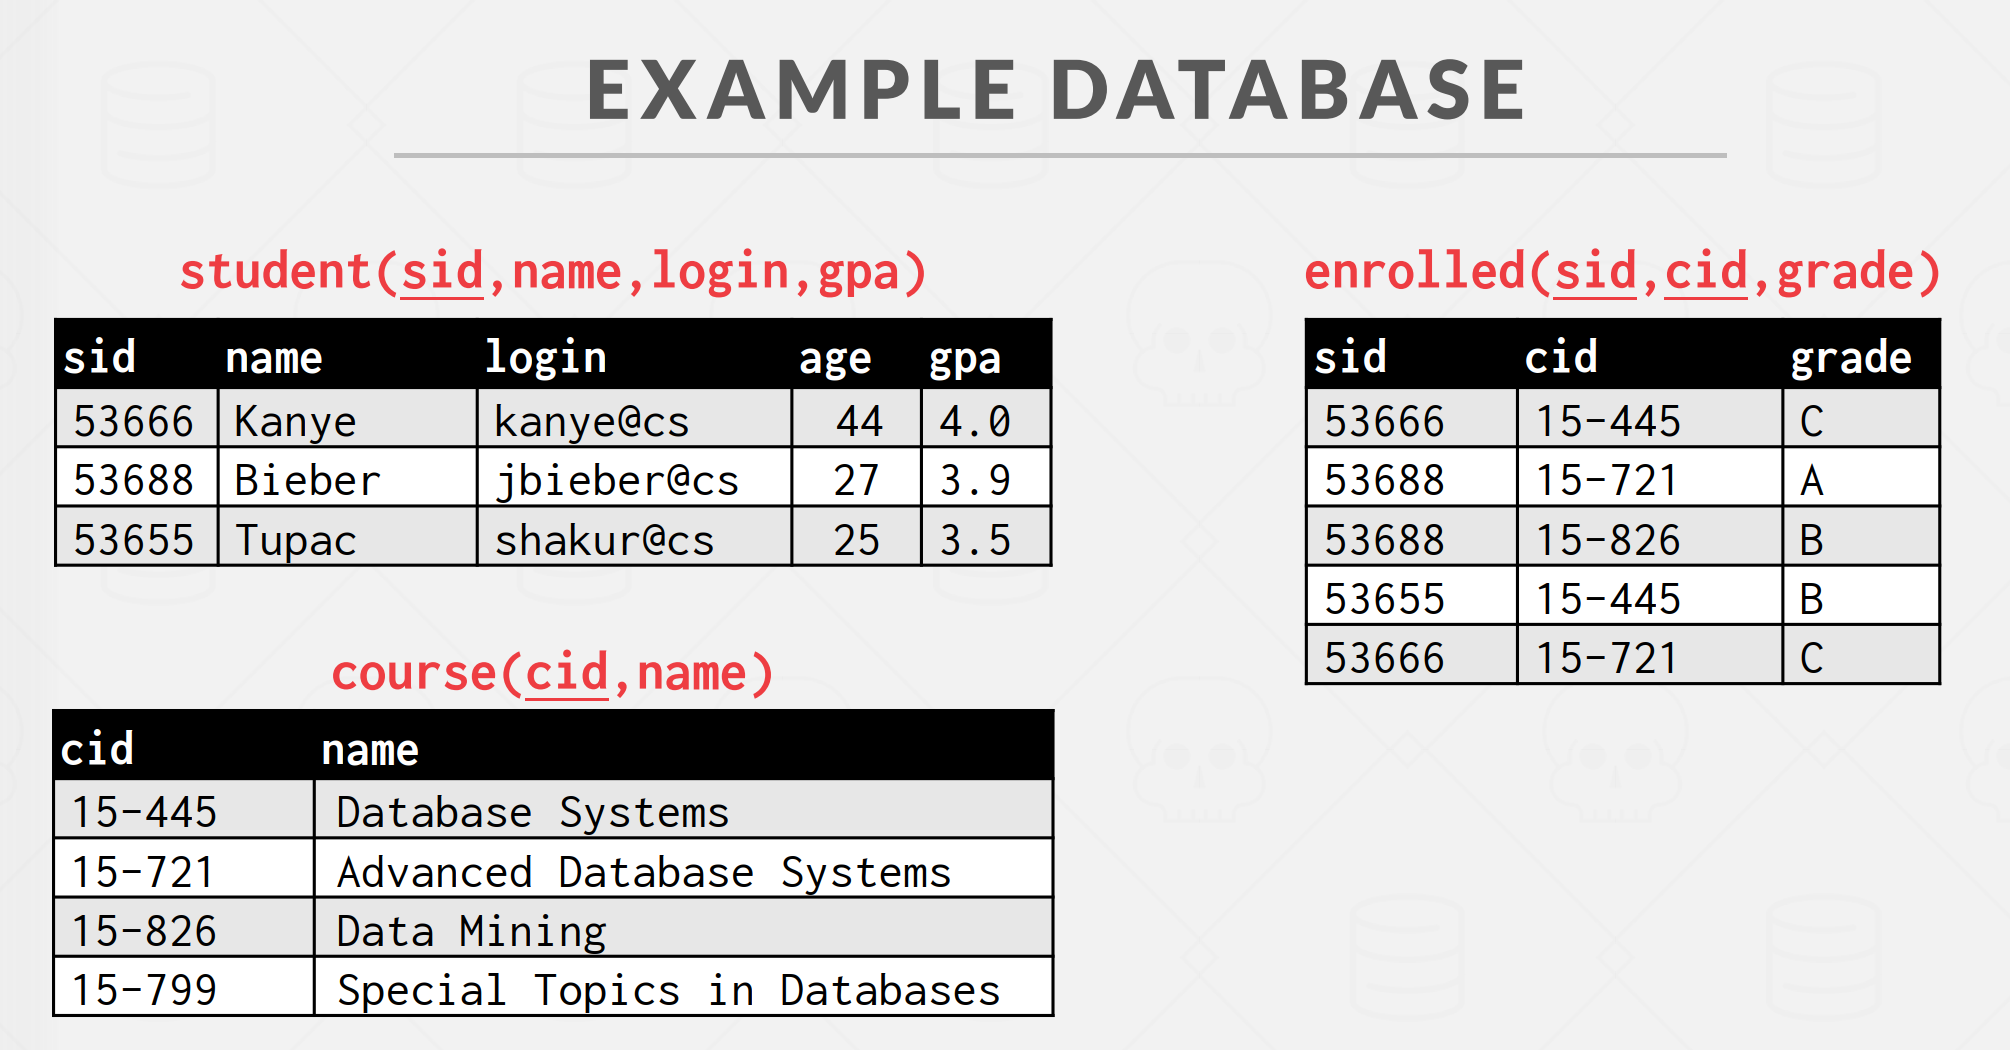 EXAMPLE DATABASE
student(sid,name,login,gpa)
sid name login age gpa
53666 Kanye kanye@cs 44 4.0
53688 Bieber jbieber@cs 27 3.9
53655 Tupac shakur@cs 25 3.5
course(cid,name)
cid name
15-445 Database Systems
15-721 Advanced Database Systems
15-826 Data Mining
15-799 Special Topics in Databases
enrolled(sid,cid,grade)
sid cid grade
53666 15-445 C
53688 15-721 A
53688 15-826 B
53655 15-445 B
53666 15-721 C